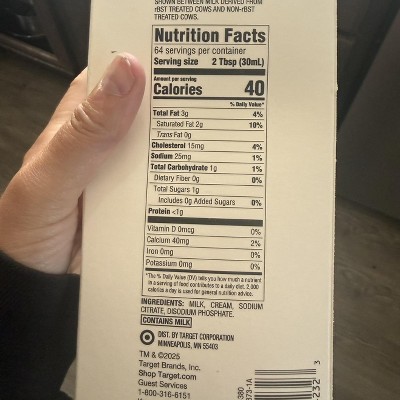 SHOWN BETWEEN MILK DERIVED FROM
rBST TREATED COWS AND NON-rBST
TREATED COWS.
Nutrition Facts
64 servings per container
Serving size 2 Tbsp (30mL)
Amount per serving
Calories 40
% Daily Value*
Total Fat 3g 4%
Saturated Fat 2g 10%
Trans Fat 0g
Cholesterol 15mg 4%
Sodium 25mg 1%
Total Carbohydrate 1g 1%
Dietary Fiber 0g 0%
Total Sugars 1g
Includes 0g Added Sugars 0%
Protein <1g
Vitamin D 0mcg 0%
Calcium 40mg 2%
Iron 0mg 0%
Potassium 0mg 0%
*The % Daily Value (DV) tells you how much a nutrient
in a serving of food contributes to a daily diet. 2,000
calories a day is used for general nutrition advice.
INGREDIENTS: MILK, CREAM, SODIUM
CITRATE, DISODIUM PHOSPHATE.
CONTAINS MILK
DIST. BY TARGET CORPORATION
MINNEAPOLIS, MN 55403
TM & ©2025
Target Brands, Inc.
Shop Target.com
Guest Services
1-800-316-6151